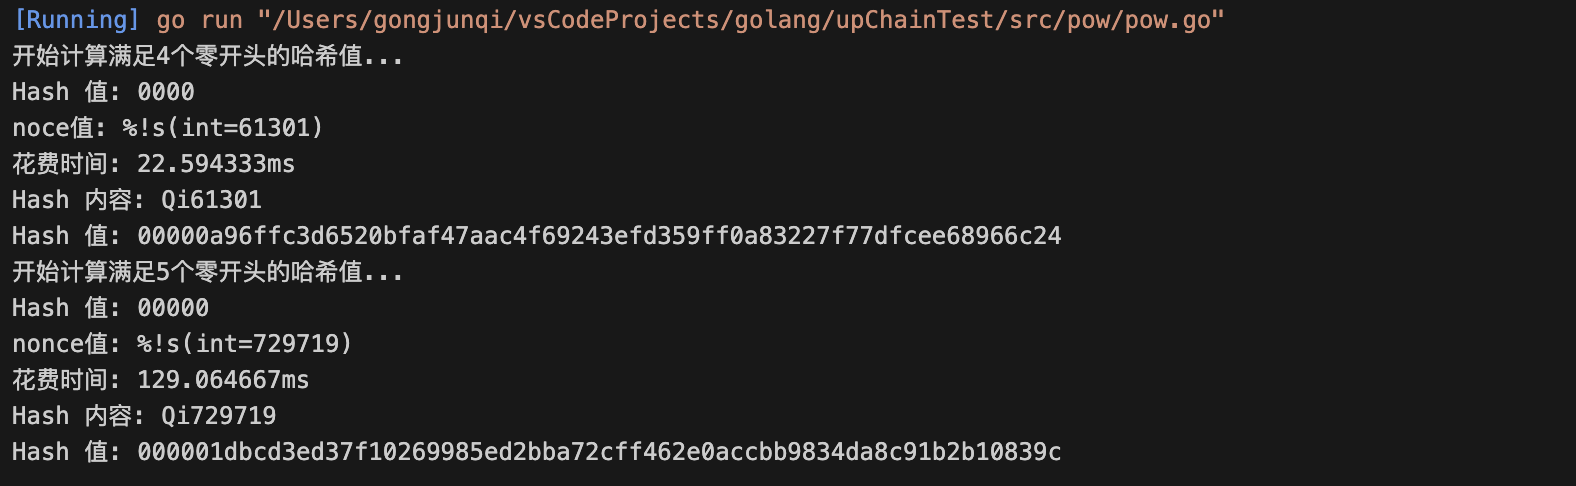 [Running] go run "/Users/gongjunqi/vsCodeProjects/golang/upChainTest/src/pow/pow.go"
开始计算满足4个零开头的哈希值...
Hash 值: 0000
noce值: %!s(int=61301)
花费时间: 22.594333ms
Hash 内容: Qi61301
Hash 值: 00000a96ffc3d6520bfaf47aac4f69243efd359ff0a83227f77dfcee68966c24
开始计算满足5个零开头的哈希值...
Hash 值: 00000
nonce值: %!s(int=729719)
花费时间: 129.064667ms
Hash 内容: Qi729719
Hash 值: 000001dbcd3ed37f10269985ed2bba72cff462e0accbb9834da8c91b2b10839c